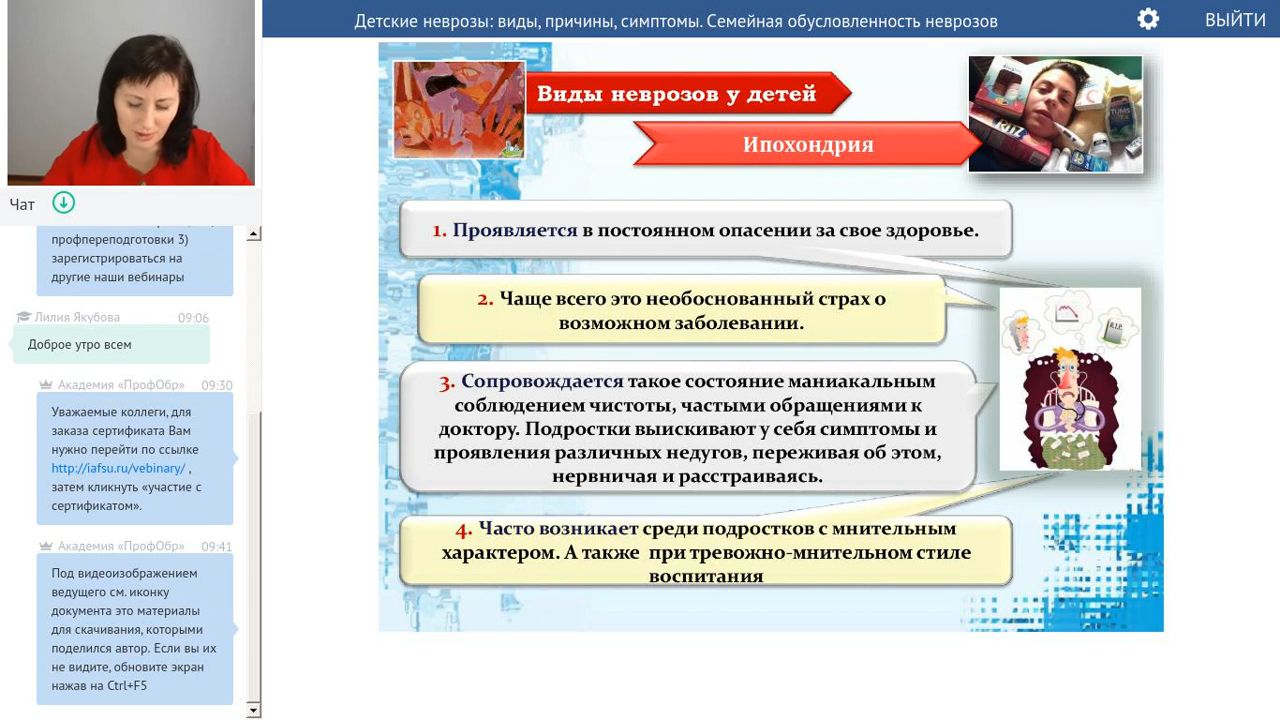 Детские неврозы: виды, причины, симптомы. Семейная обусловленность неврозов
ВЫЙТИ
Чат
профпереподготовки 3)
зарегистрироваться на
другие наши вебинары
Лилия Якубова 09:06
Доброе утро всем
Академия «ПрофОбр» 09:30
Уважаемые коллеги, для
заказа сертификата Вам
нужно перейти по ссылке
http://iafsu.ru/vebinary/ ,
затем кликнуть «участие с
сертификатом».
Академия «ПрофОбр» 09:41
Под видеоизображением
ведущего см. иконку
документа это материалы
для скачивания, которыми
поделился автор. Если вы их
не видите, обновите экран
нажав на Ctrl+F5
Виды неврозов у детей
Ипохондрия
RITZ
TUMS
1. Проявляется в постоянном опасении за свое здоровье.
2. Чаще всего это необоснованный страх о
возможном заболевании.
3. Сопровождается такое состояние маниакальным
соблюдением чистоты, частыми обращениями к
доктору. Подростки выискивают у себя симптомы и
проявления различных недугов, переживая об этом,
нервничая и расстраиваясь.
R.I.P.
4. Часто возникает среди подростков с мнительным
характером. А также при тревожно-мнительном стиле
воспитания